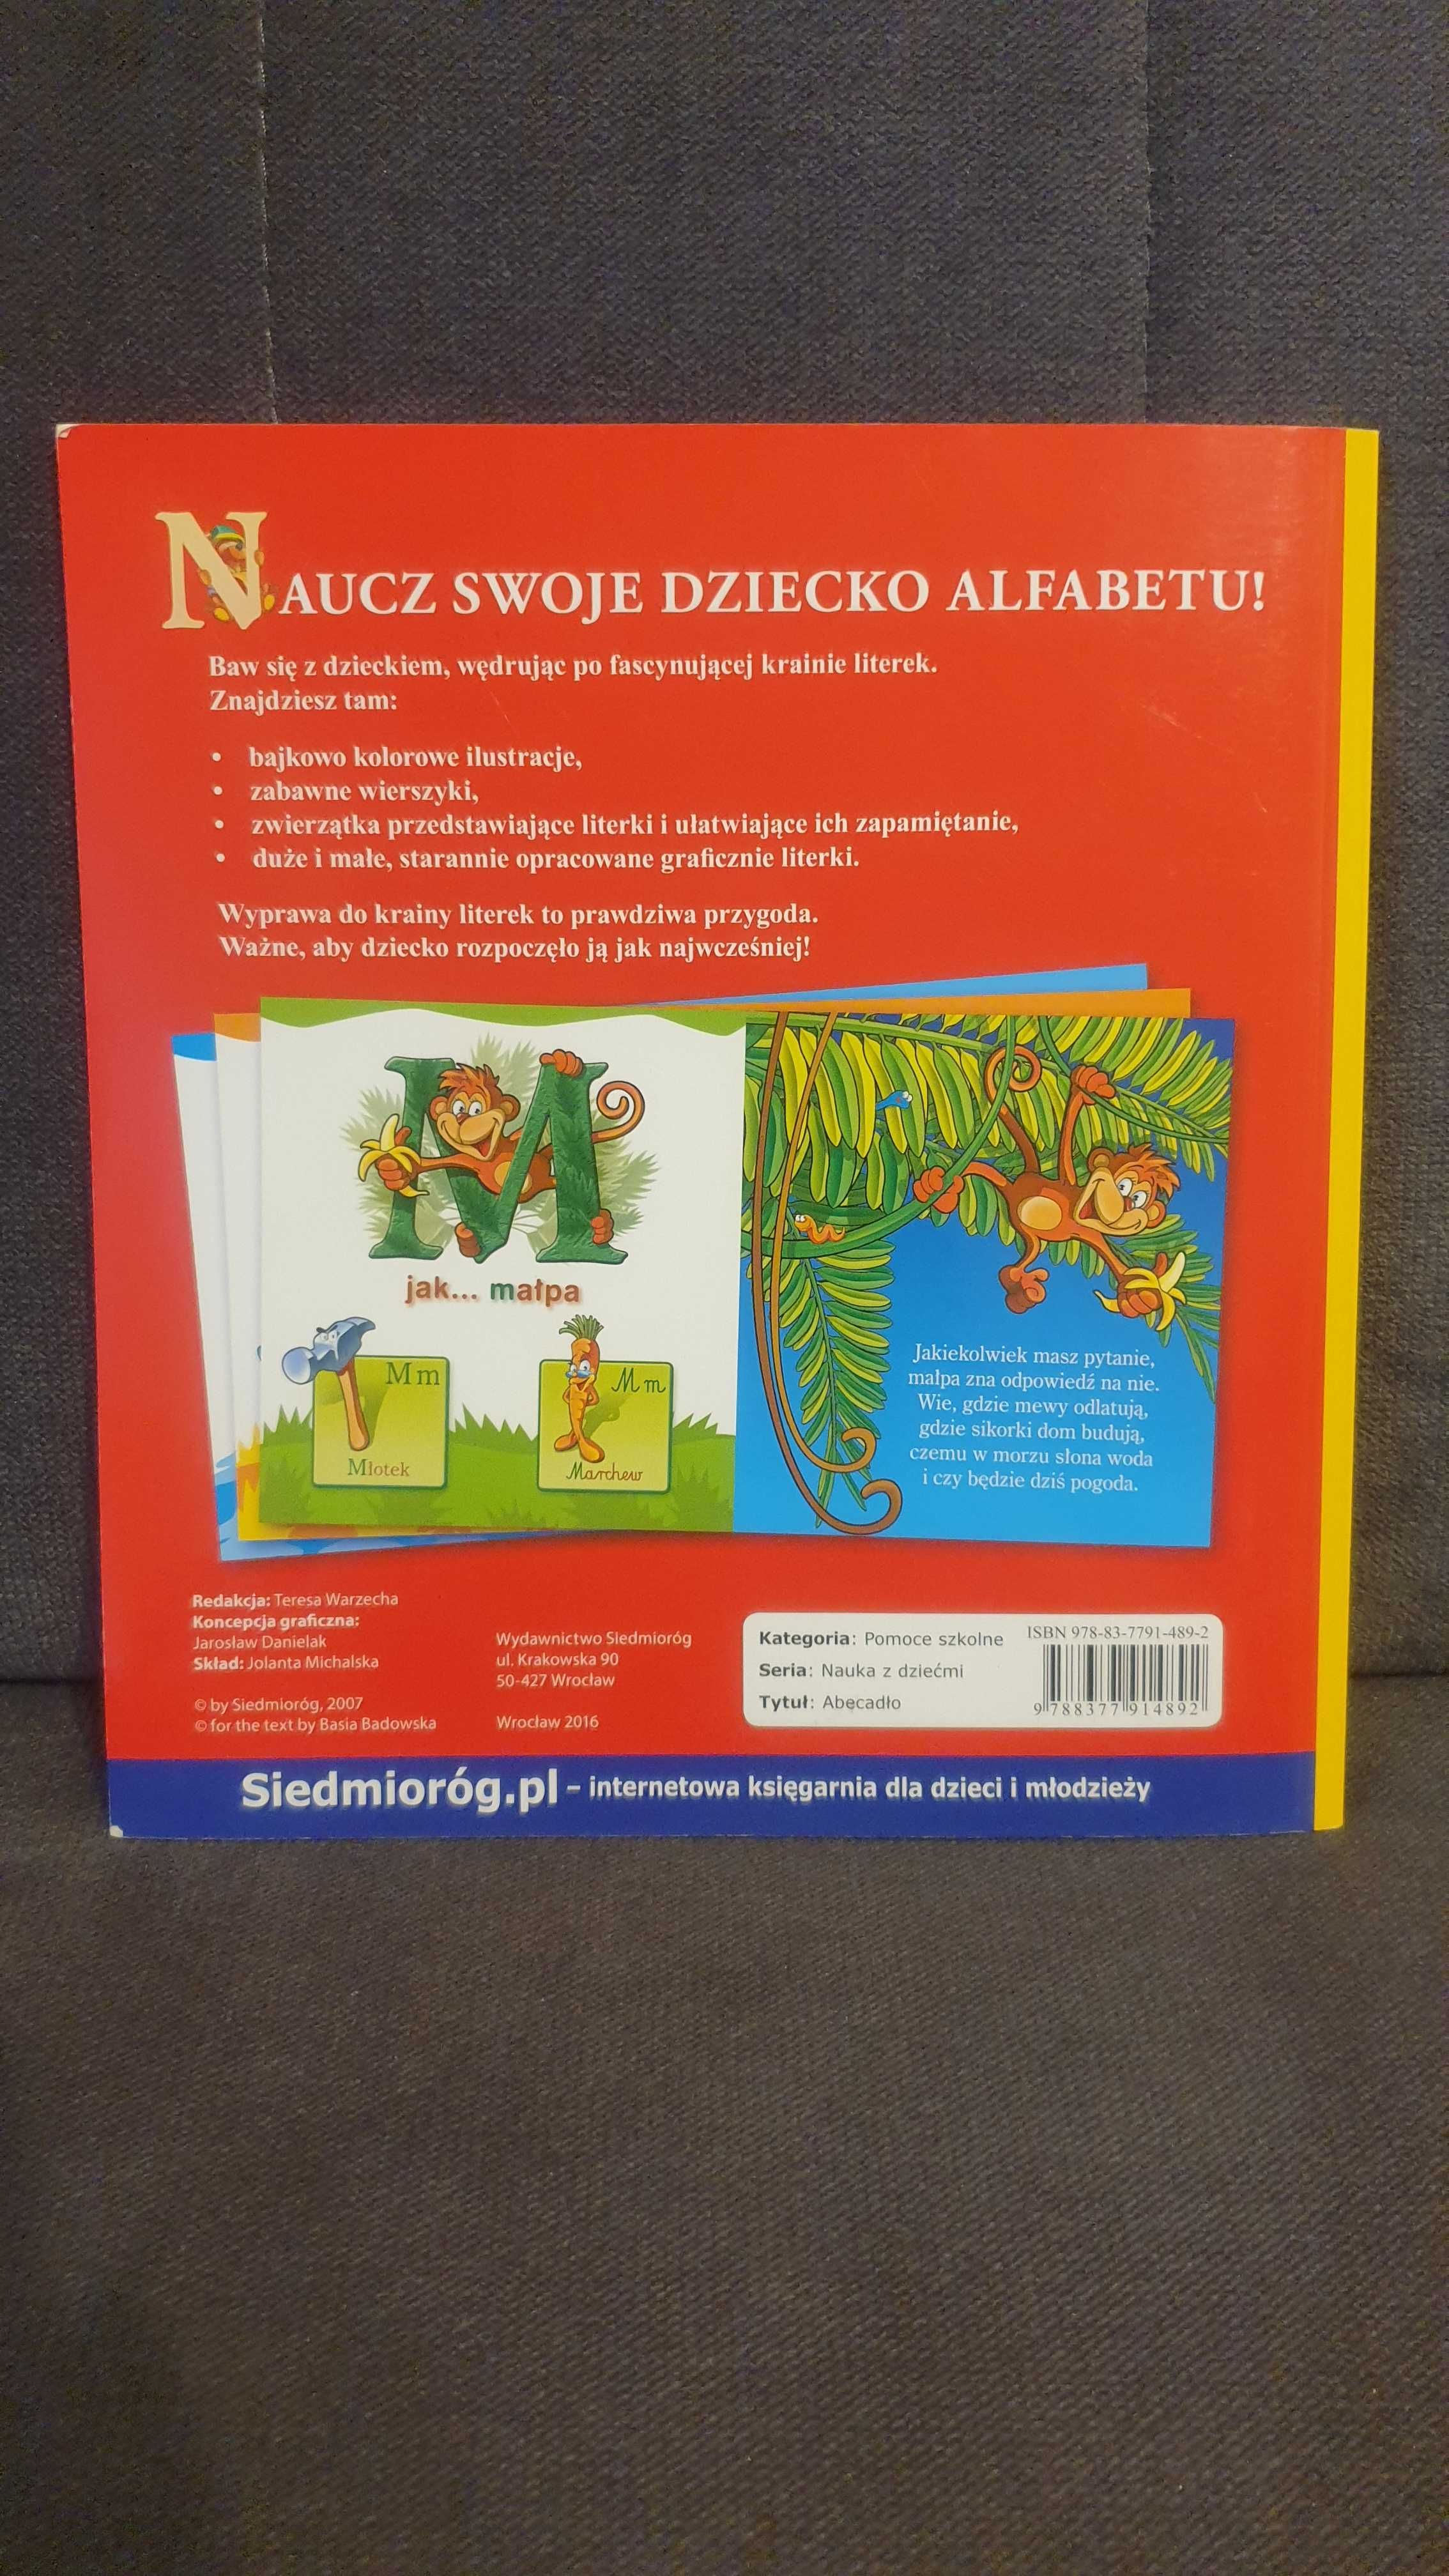 NAUCZ SWOJE DZIECKO ALFABETU!
Baw się z dzieckiem, wędrując po fascynującej krainie literek.
Znajdziesz tam:
• bajkowo kolorowe ilustracje,
• zabawne wierszyki,
• zwierzątka przedstawiające literki i ułatwiające ich zapamiętanie,
• duże i małe, starannie opracowane graficznie literki.
Wyprawa do krainy literek to prawdziwa przygoda.
Ważne, aby dziecko rozpoczęło ją jak najwcześniej!
M
jak... małpa
M m
Młotek
M m
Marchew
Jakiekolwiek masz pytanie,
małpa zna odpowiedź na nie.
Wie, gdzie mewy odlatują,
gdzie sikorki dom budują,
czemu w morzu słona woda
i czy będzie dziś pogoda.
Redakcja: Teresa Warzecha
Koncepcja graficzna:
Jarosław Danielak
Skład: Jolanta Michalska
© by Siedmioróg, 2007
© for the text by Basia Badowska
Wydawnictwo Siedmioróg
ul. Krakowska 90
50-427 Wrocław
Wrocław 2016
Kategoria: Pomoce szkolne
Seria: Nauka z dziećmi
Tytuł: Abecadło
ISBN 978-83-7791-489-2
9 788377 914892
Siedmioróg.pl – internetowa księgarnia dla dzieci i młodzieży